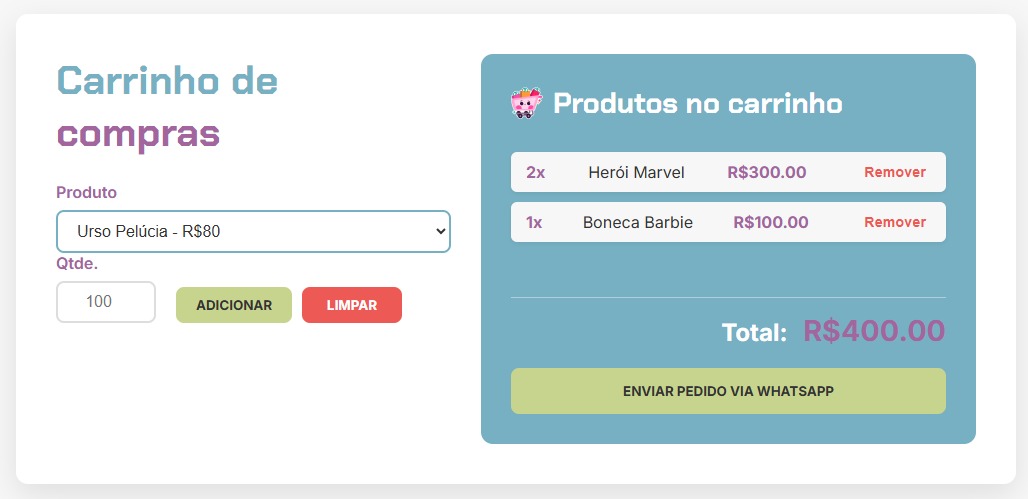 Carrinho de
compras
Produto
Urso Pelúcia - R$80
Qtde.
100
ADICIONAR
LIMPAR
Produtos no carrinho
2x Herói Marvel R$300.00 Remover
1x Boneca Barbie R$100.00 Remover
Total: R$400.00
ENVIAR PEDIDO VIA WHATSAPP